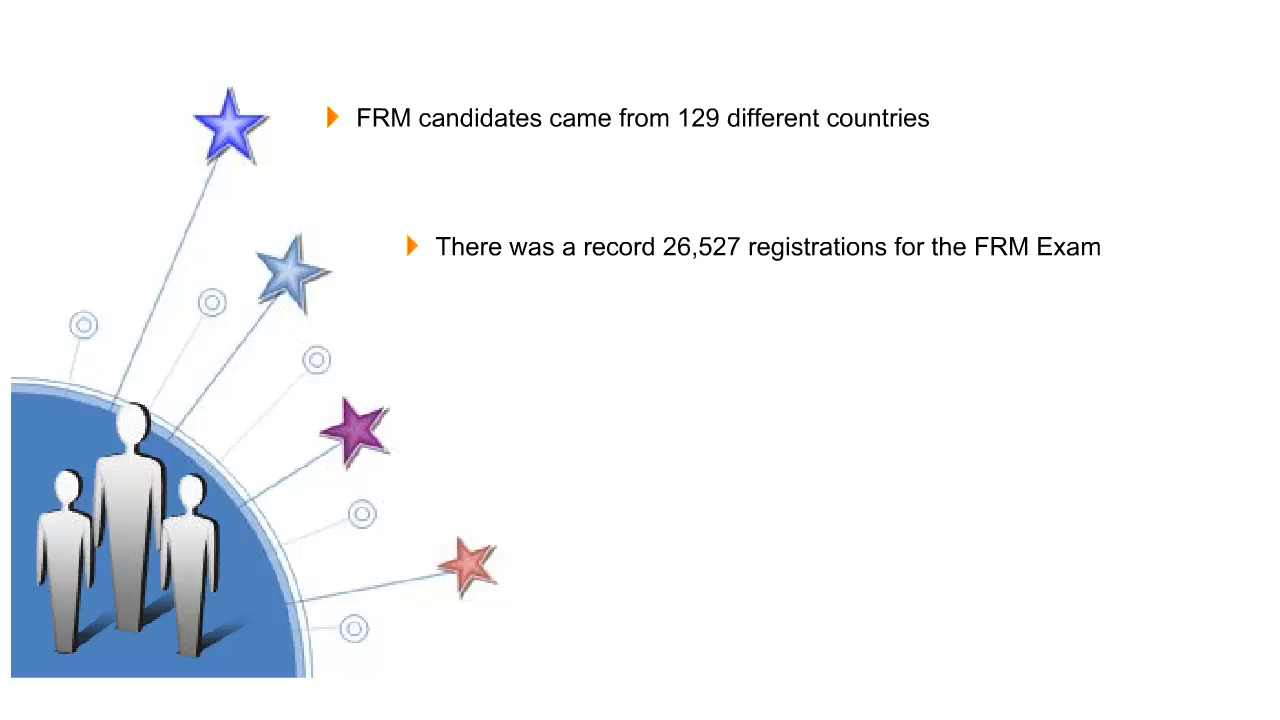 FRM candidates came from 129 different countries
There was a record 26,527 registrations for the FRM Exam